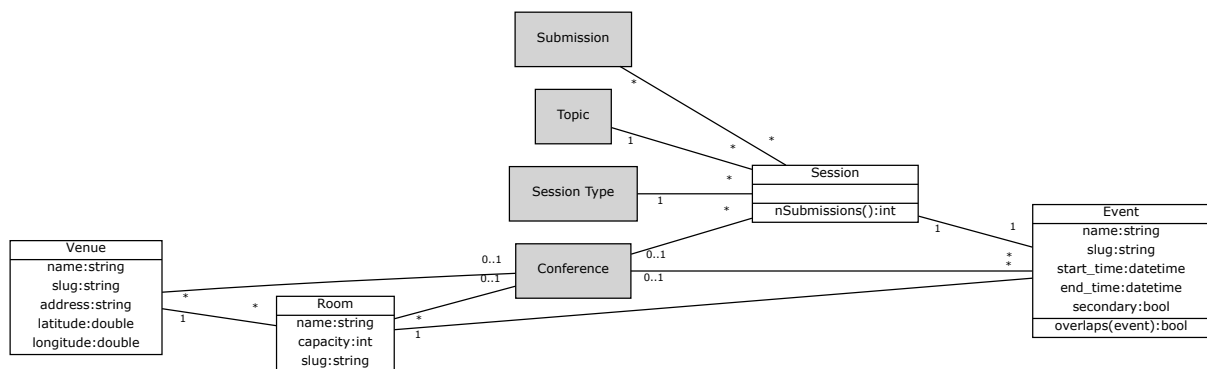 Submission
*
*
Topic
1
*
Session Type
1
*
Session
nSubmissions():int
*
1
1
Conference
0..1
0..1
0..1
0..1
*
*
Event
name:string
slug:string
start_time:datetime
end_time:datetime
secondary:bool
overlaps(event):bool
Venue
name:string
slug:string
address:string
latitude:double
longitude:double
*
1
*
Room
name:string
capacity:int
slug:string
*
1